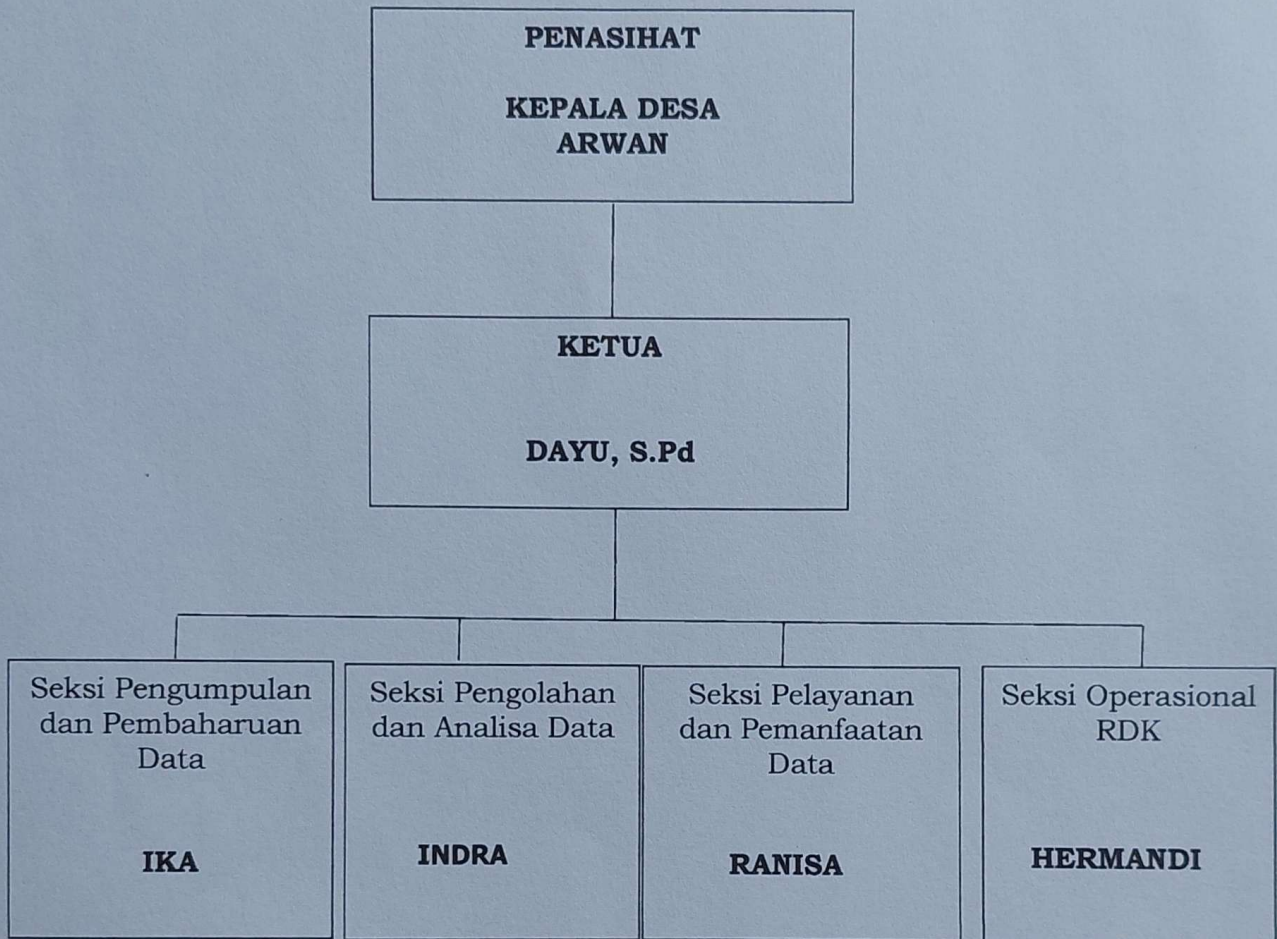 PENASIHAT
KEPALA DESA
ARWAN
KETUA
DAYU, S.Pd
Seksi Pengumpulan
dan Pembaharuan
Data
IKA
Seksi Pengolahan
dan Analisa Data
INDRA
Seksi Pelayanan
dan Pemanfaatan
Data
RANISA
Seksi Operasional
RDK
HERMANDI